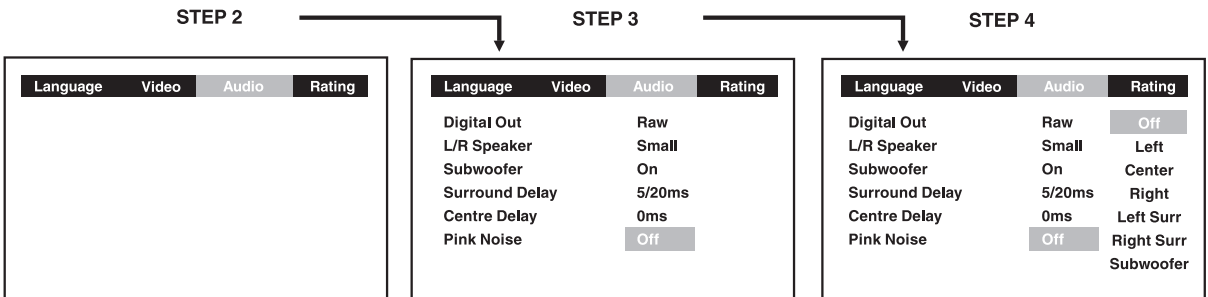 STEP 2
STEP 3
STEP 4
Language Video Audio Rating
Language Video Audio Rating
Digital Out Raw
L/R Speaker Small
Subwoofer On
Surround Delay 5/20ms
Centre Delay 0ms
Pink Noise Off
Language Video Audio Rating
Digital Out Raw Off
L/R Speaker Small Left
Subwoofer On Center
Surround Delay 5/20ms Right
Centre Delay 0ms Left Surr
Pink Noise Off Right Surr
Subwoofer